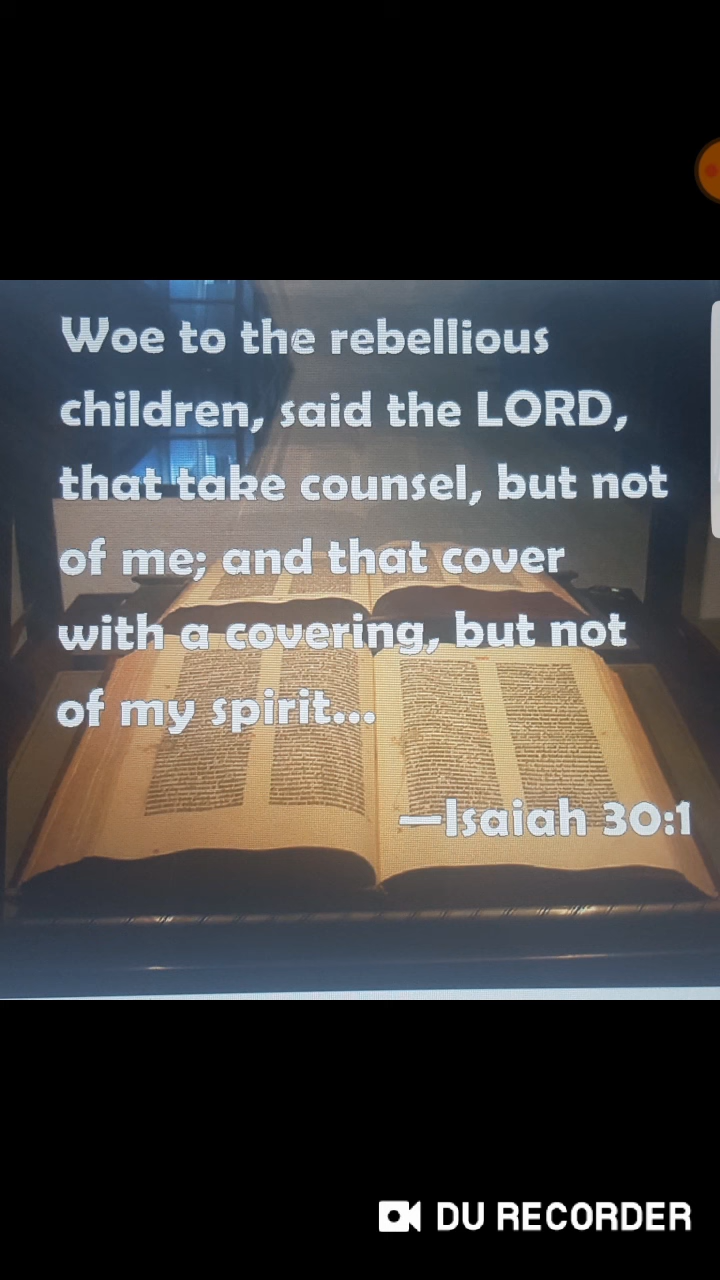 Woe to the rebellious
children, said the LORD,
that take counsel, but not
of me; and that cover
with a covering, but not
of my spirit...
—Isaiah 30:1
DU RECORDER